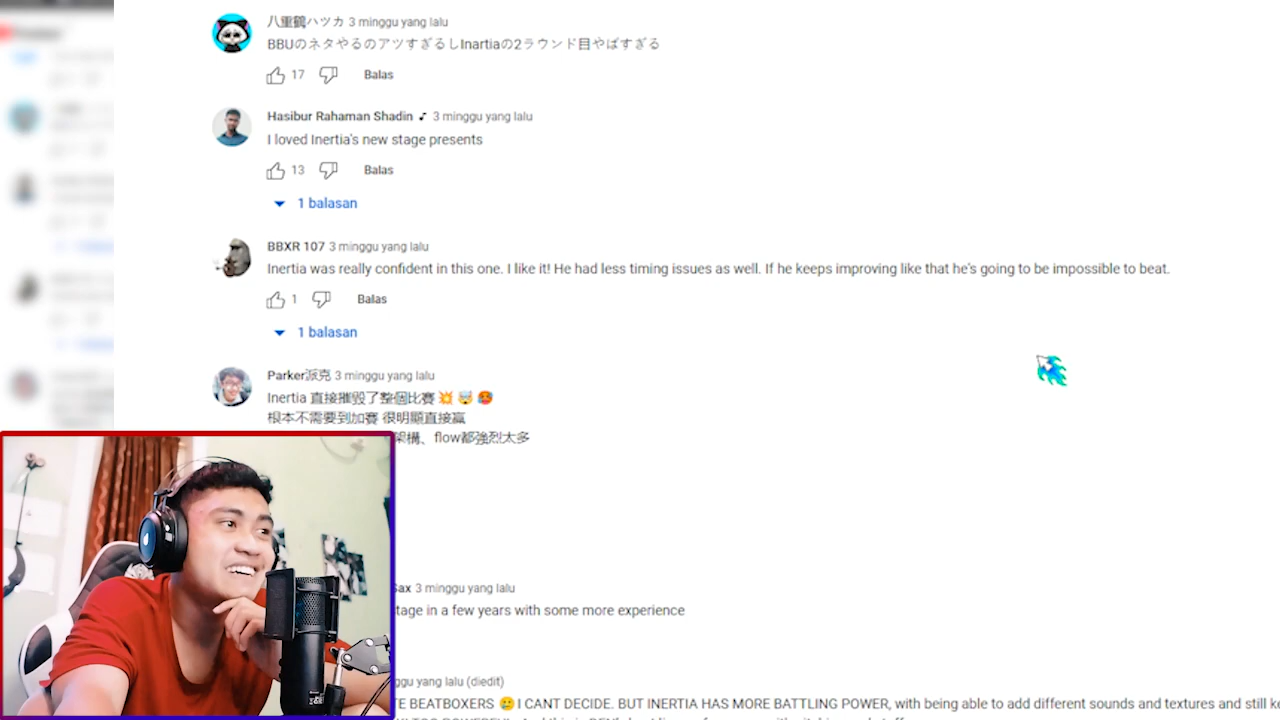 八重鶴ハツカ 3 minggu yang lalu
BBUのネタやるのアツすぎるしInartiaの2ラウンド目やばすぎる
17 Balas
Hasibur Rahaman Shadin 3 minggu yang lalu
I loved Inertia's new stage presents
13 Balas
1 balasan
BBXR 107 3 minggu yang lalu
Inertia was really confident in this one. I like it! He had less timing issues as well. If he keeps improving like that he's going to be impossible to beat.
1 Balas
1 balasan
Parker派克 3 minggu yang lalu
Inertia 直接摧毀了整個比賽 💥 🤯 🥵
根本不需要到加賽 很明顯直接贏
架構、flow都強烈太多
3 minggu yang lalu
in a few years with some more experience
yang lalu (diedit)
BEATBOXERS 🥲 I CANT DECIDE. BUT INERTIA HAS MORE BATTLING POWER, with being able to add different sounds and textures and still